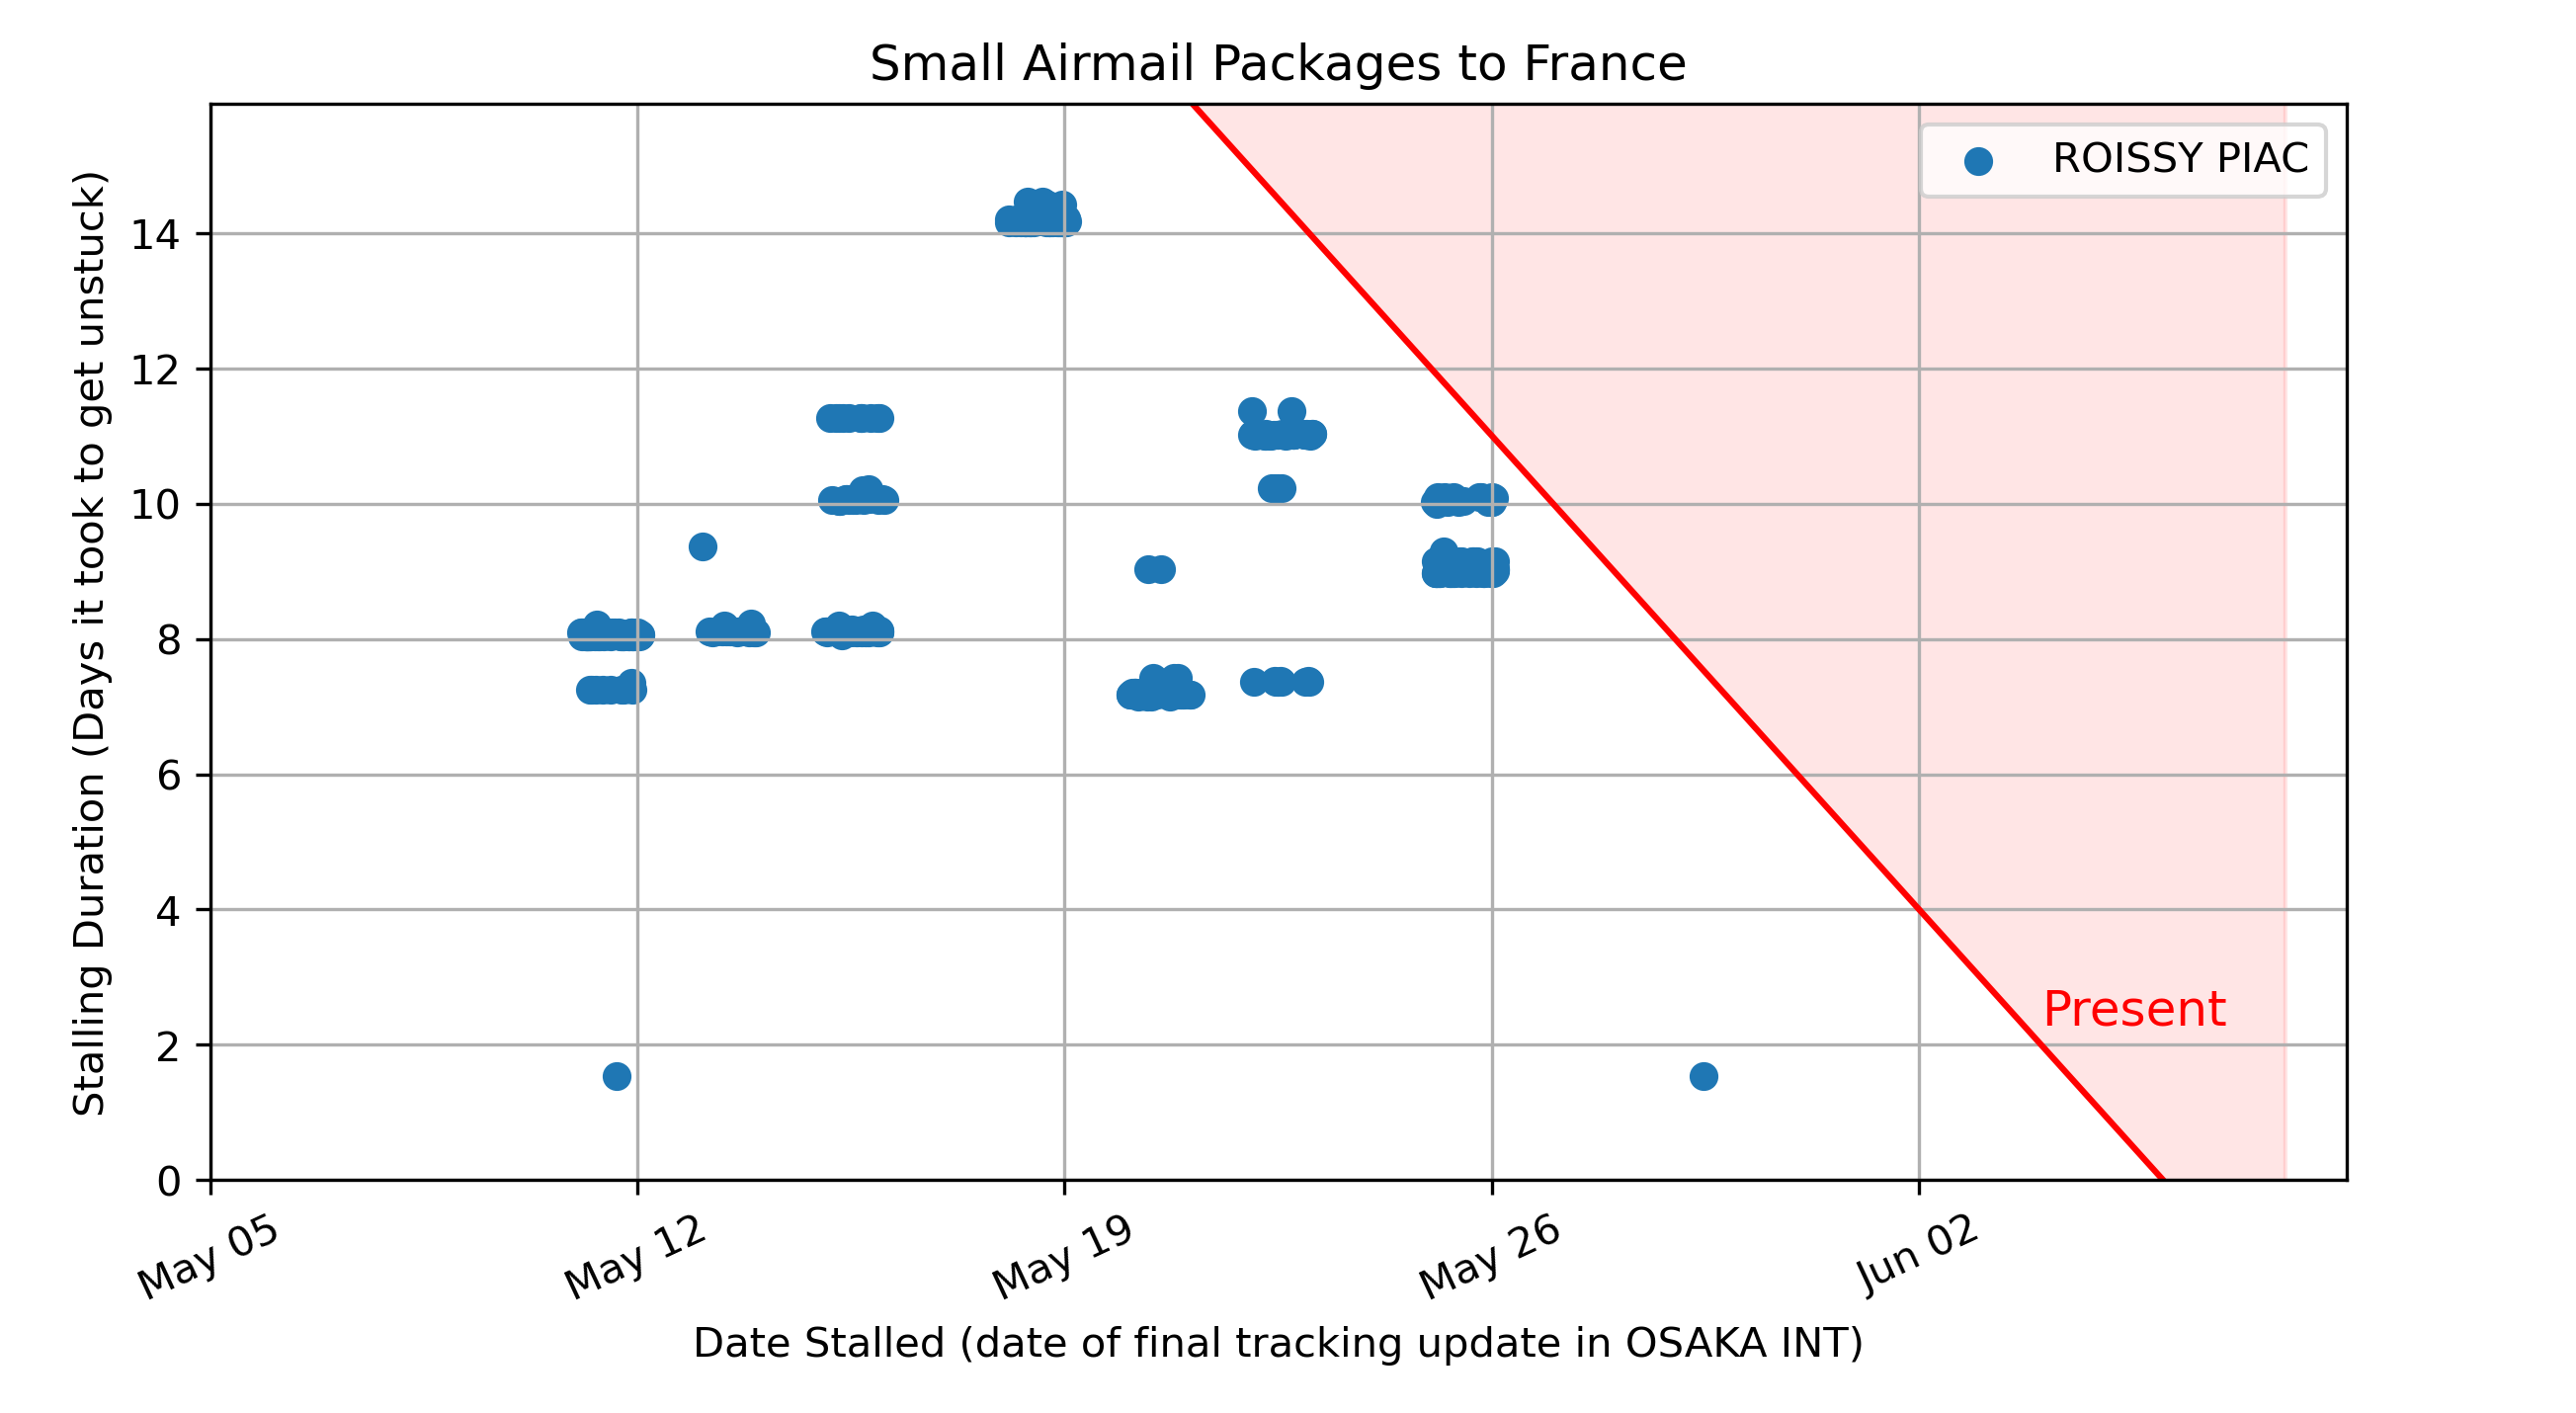 Small Airmail Packages to France
ROISSY PIAC
Stalling Duration (Days it took to get unstuck)
14
12
10
8
6
4
2
0
Present
May 05
May 12
May 19
May 26
Jun 02
Date Stalled (date of final tracking update in OSAKA INT)